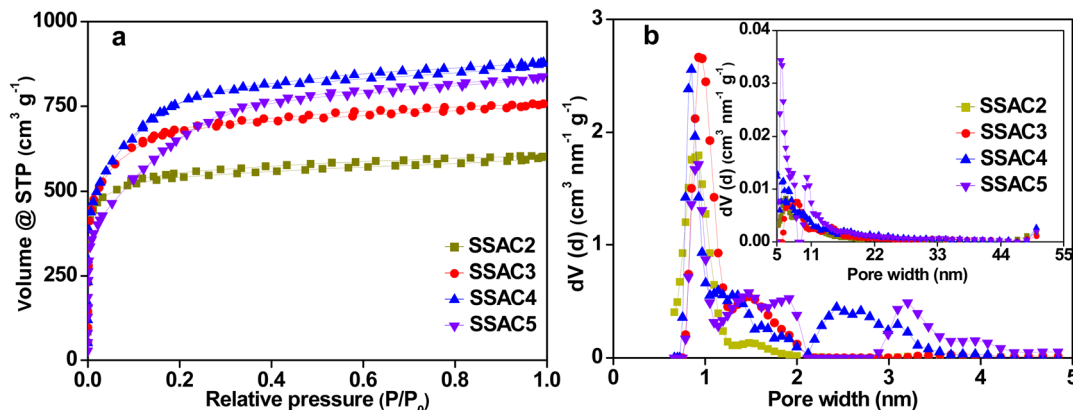 a
Volume @ STP (cm³ g⁻¹)
1000
750
500
250
0
0.0 0.2 0.4 0.6 0.8 1.0
Relative pressure (P/P₀)
SSAC2
SSAC3
SSAC4
SSAC5
b
dV (d) (cm³ nm⁻¹ g⁻¹)
3
2
1
0
0 1 2 3 4 5
Pore width (nm)
dV (d) (cm³ nm⁻¹ g⁻¹)
0.04
0.03
0.02
0.01
0.00
5 11 22 33 44 55
Pore width (nm)
SSAC2
SSAC3
SSAC4
SSAC5